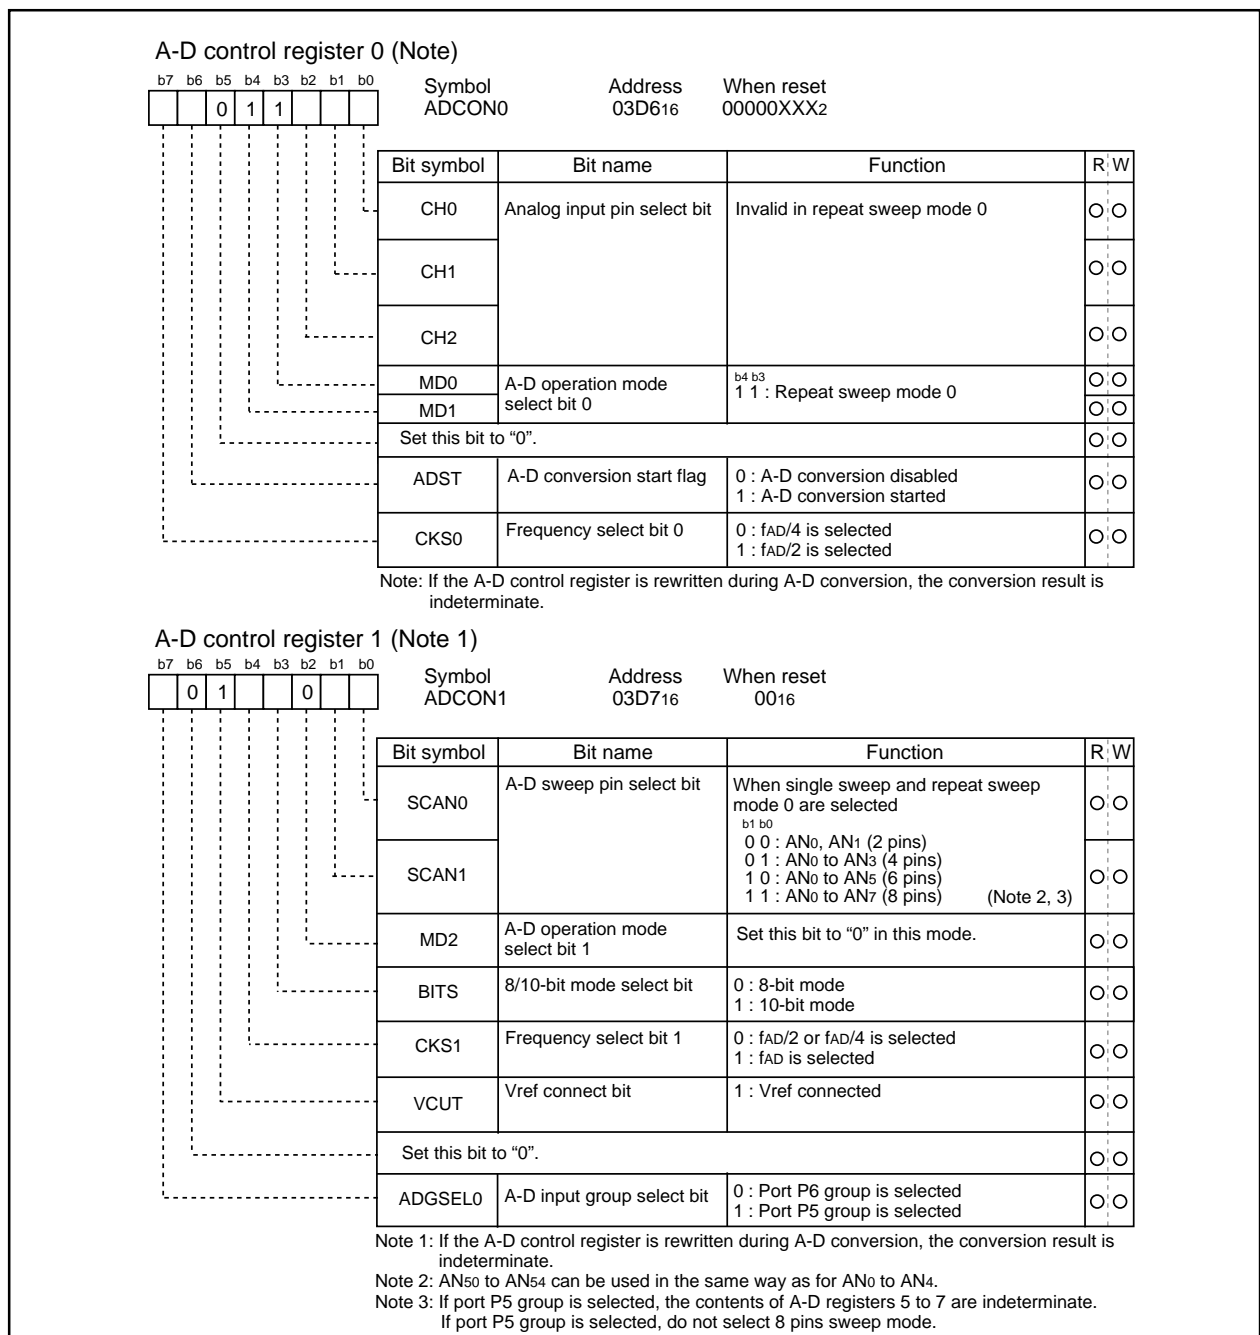 A-D control register 0 (Note)
b7 b6 b5 b4 b3 b2 b1 b0
0 1 1
Symbol Address When reset
ADCON0 03D616 00000XXX2
Bit symbol Bit name Function R W
CH0 Analog input pin select bit Invalid in repeat sweep mode 0
CH1
CH2
MD0 A-D operation mode b4 b3
select bit 0 1 1 : Repeat sweep mode 0
MD1
Set this bit to “0”.
ADST A-D conversion start flag 0 : A-D conversion disabled
1 : A-D conversion started
CKS0 Frequency select bit 0 0 : fAD/4 is selected
1 : fAD/2 is selected
Note: If the A-D control register is rewritten during A-D conversion, the conversion result is
indeterminate.
A-D control register 1 (Note 1)
b7 b6 b5 b4 b3 b2 b1 b0
0 1 0
Symbol Address When reset
ADCON1 03D716 0016
Bit symbol Bit name Function R W
SCAN0 A-D sweep pin select bit When single sweep and repeat sweep
mode 0 are selected
b1 b0
0 0 : AN0, AN1 (2 pins)
0 1 : AN0 to AN3 (4 pins)
SCAN1 1 0 : AN0 to AN5 (6 pins)
1 1 : AN0 to AN7 (8 pins) (Note 2, 3)
MD2 A-D operation mode Set this bit to “0” in this mode.
select bit 1
BITS 8/10-bit mode select bit 0 : 8-bit mode
1 : 10-bit mode
CKS1 Frequency select bit 1 0 : fAD/2 or fAD/4 is selected
1 : fAD is selected
VCUT Vref connect bit 1 : Vref connected
Set this bit to “0”.
ADGSEL0 A-D input group select bit 0 : Port P6 group is selected
1 : Port P5 group is selected
Note 1: If the A-D control register is rewritten during A-D conversion, the conversion result is
indeterminate.
Note 2: AN50 to AN54 can be used in the same way as for AN0 to AN4.
Note 3: If port P5 group is selected, the contents of A-D registers 5 to 7 are indeterminate.
If port P5 group is selected, do not select 8 pins sweep mode.